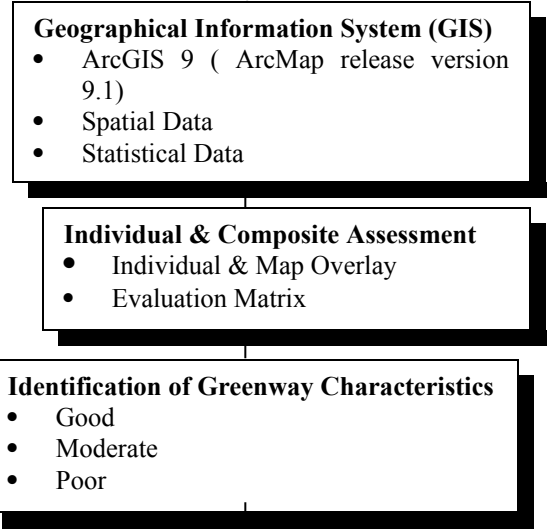 Geographical Information System (GIS)
• ArcGIS 9 ( ArcMap release version
9.1)
• Spatial Data
• Statistical Data
Individual & Composite Assessment
• Individual & Map Overlay
• Evaluation Matrix
Identification of Greenway Characteristics
• Good
• Moderate
• Poor